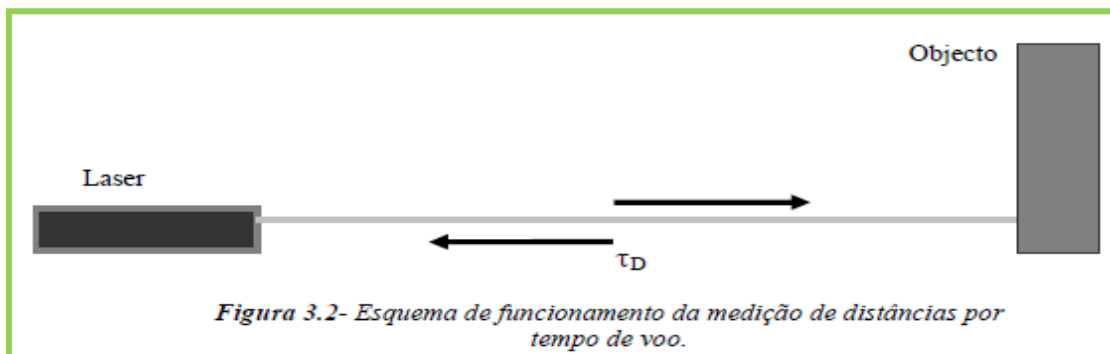 Objecto
Laser
τD
Figura 3.2- Esquema de funcionamento da medição de distâncias por
tempo de voo.